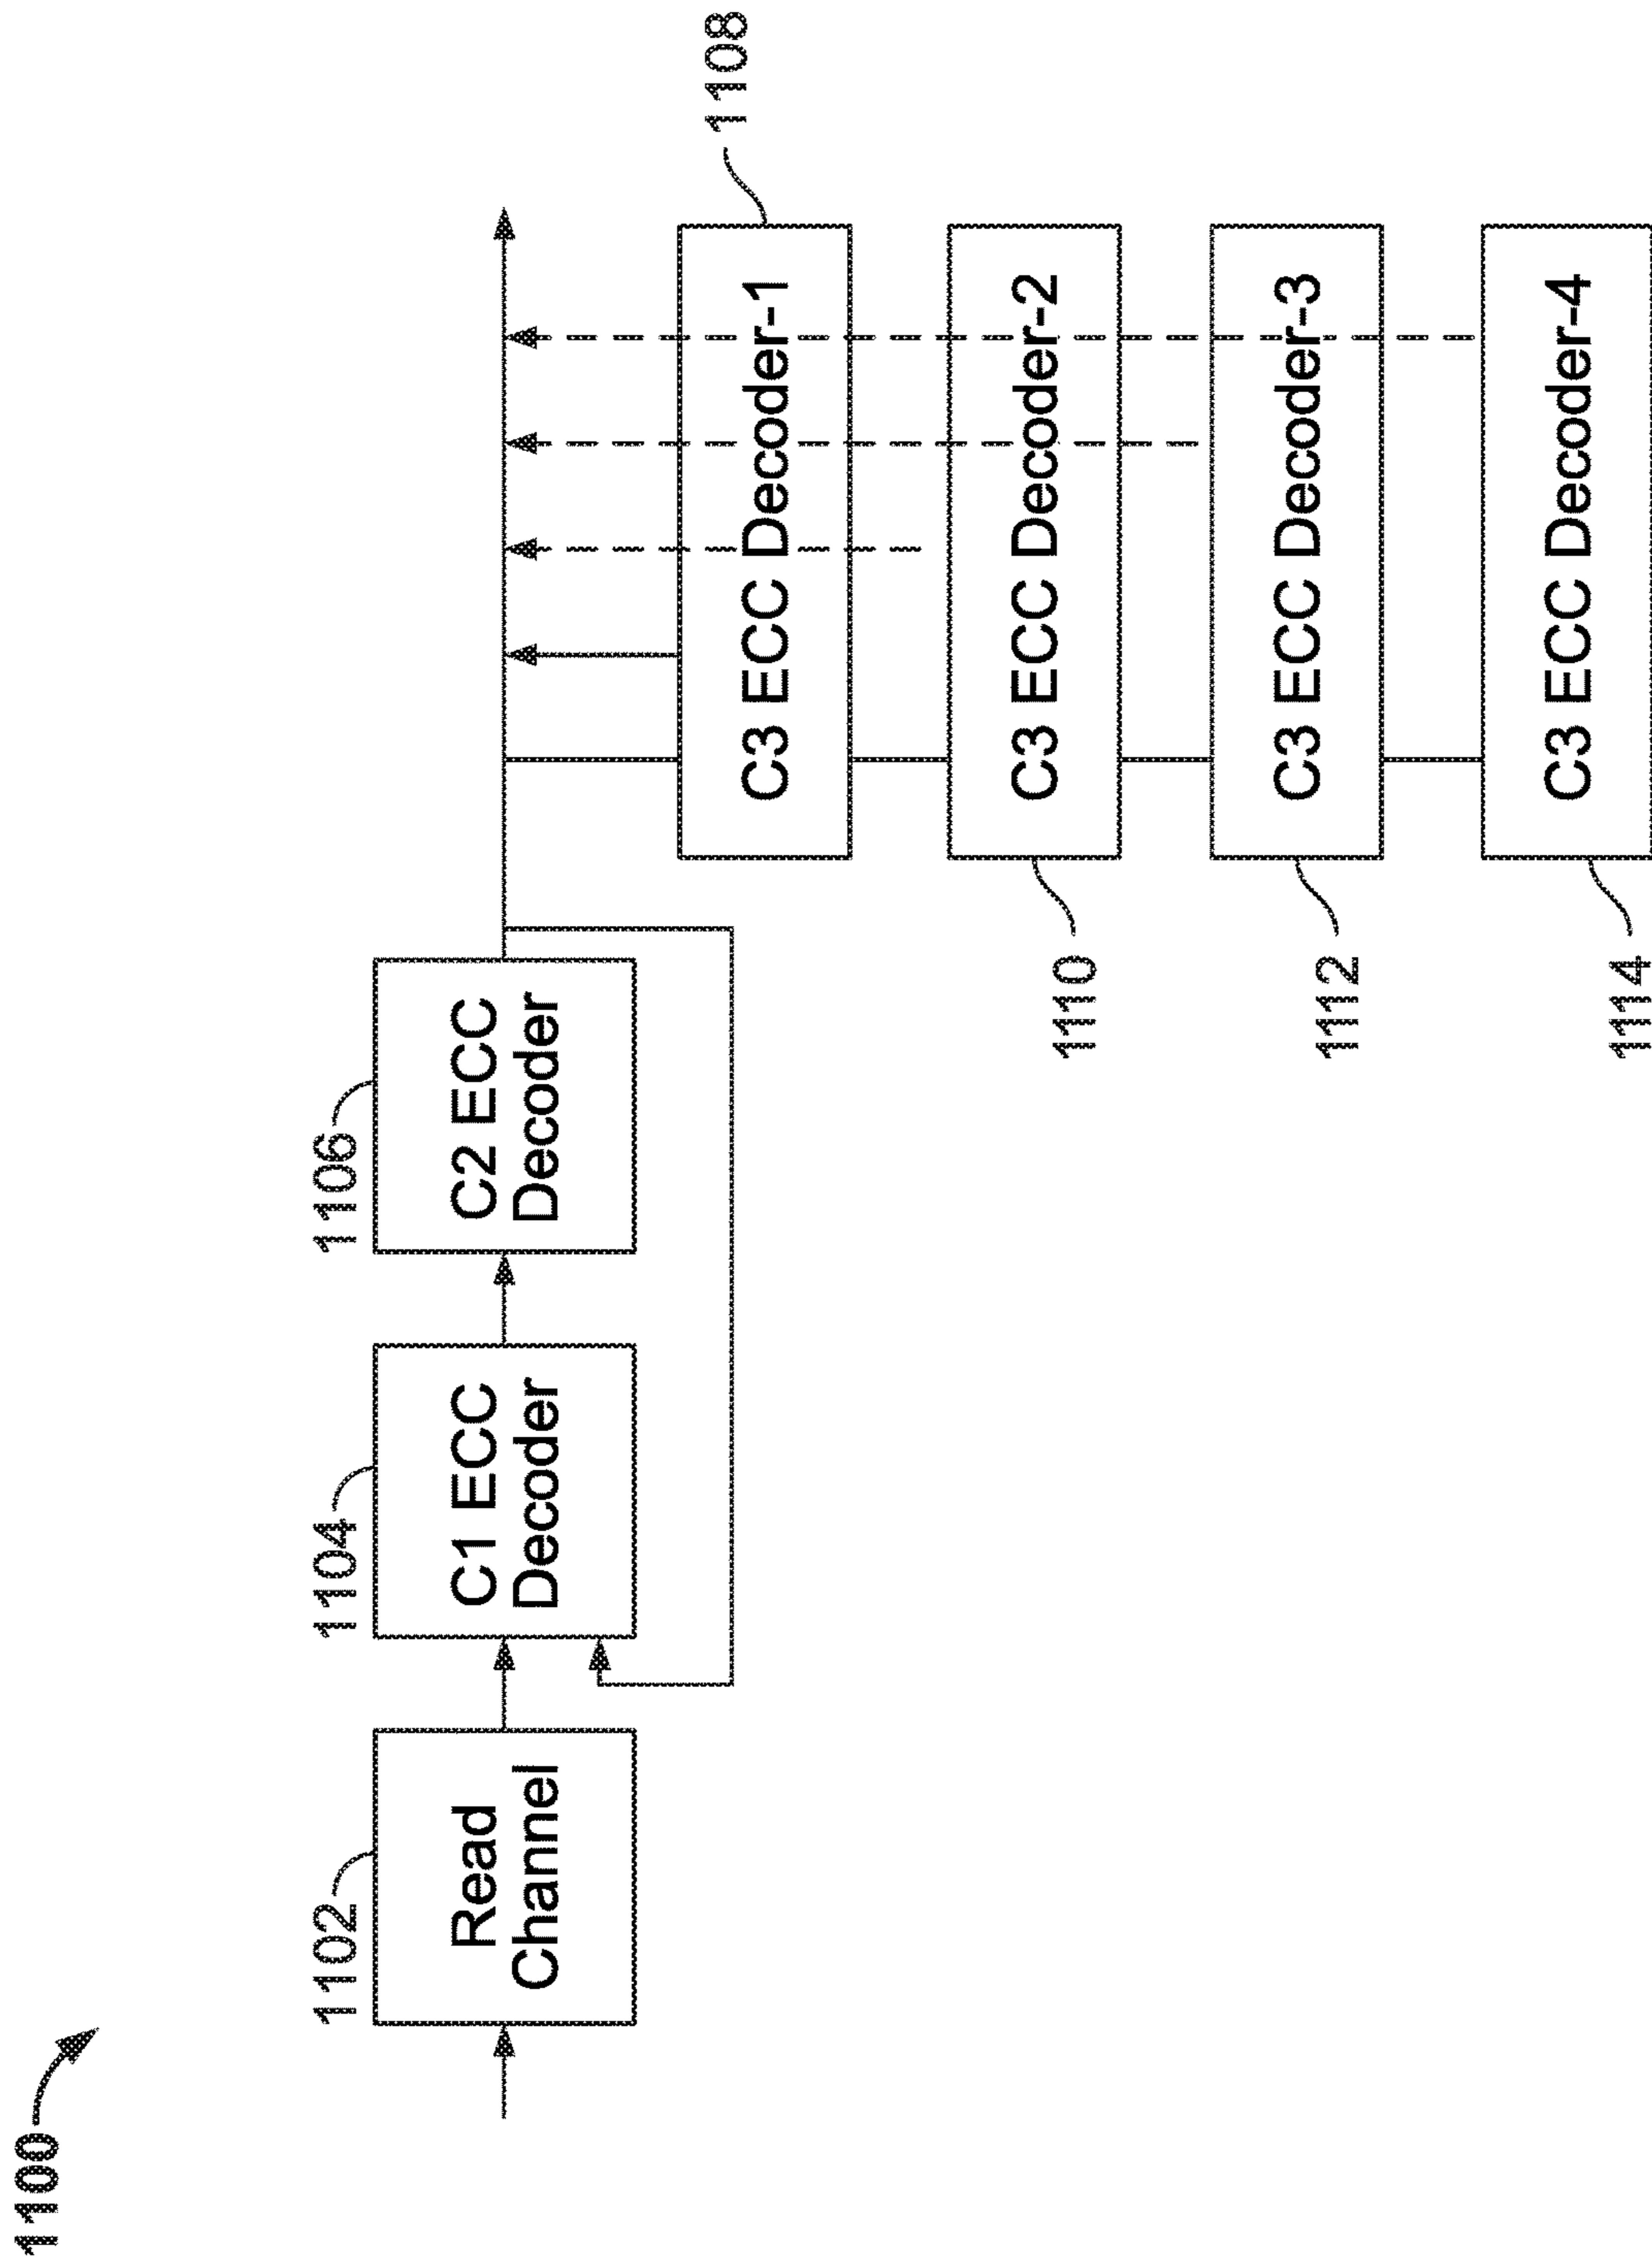 1100
1102
Read
Channel
1104
C1 ECC
Decoder
1106
C2 ECC
Decoder
1108
C3 ECC Decoder-1
1110
C3 ECC Decoder-2
1112
C3 ECC Decoder-3
1114
C3 ECC Decoder-4